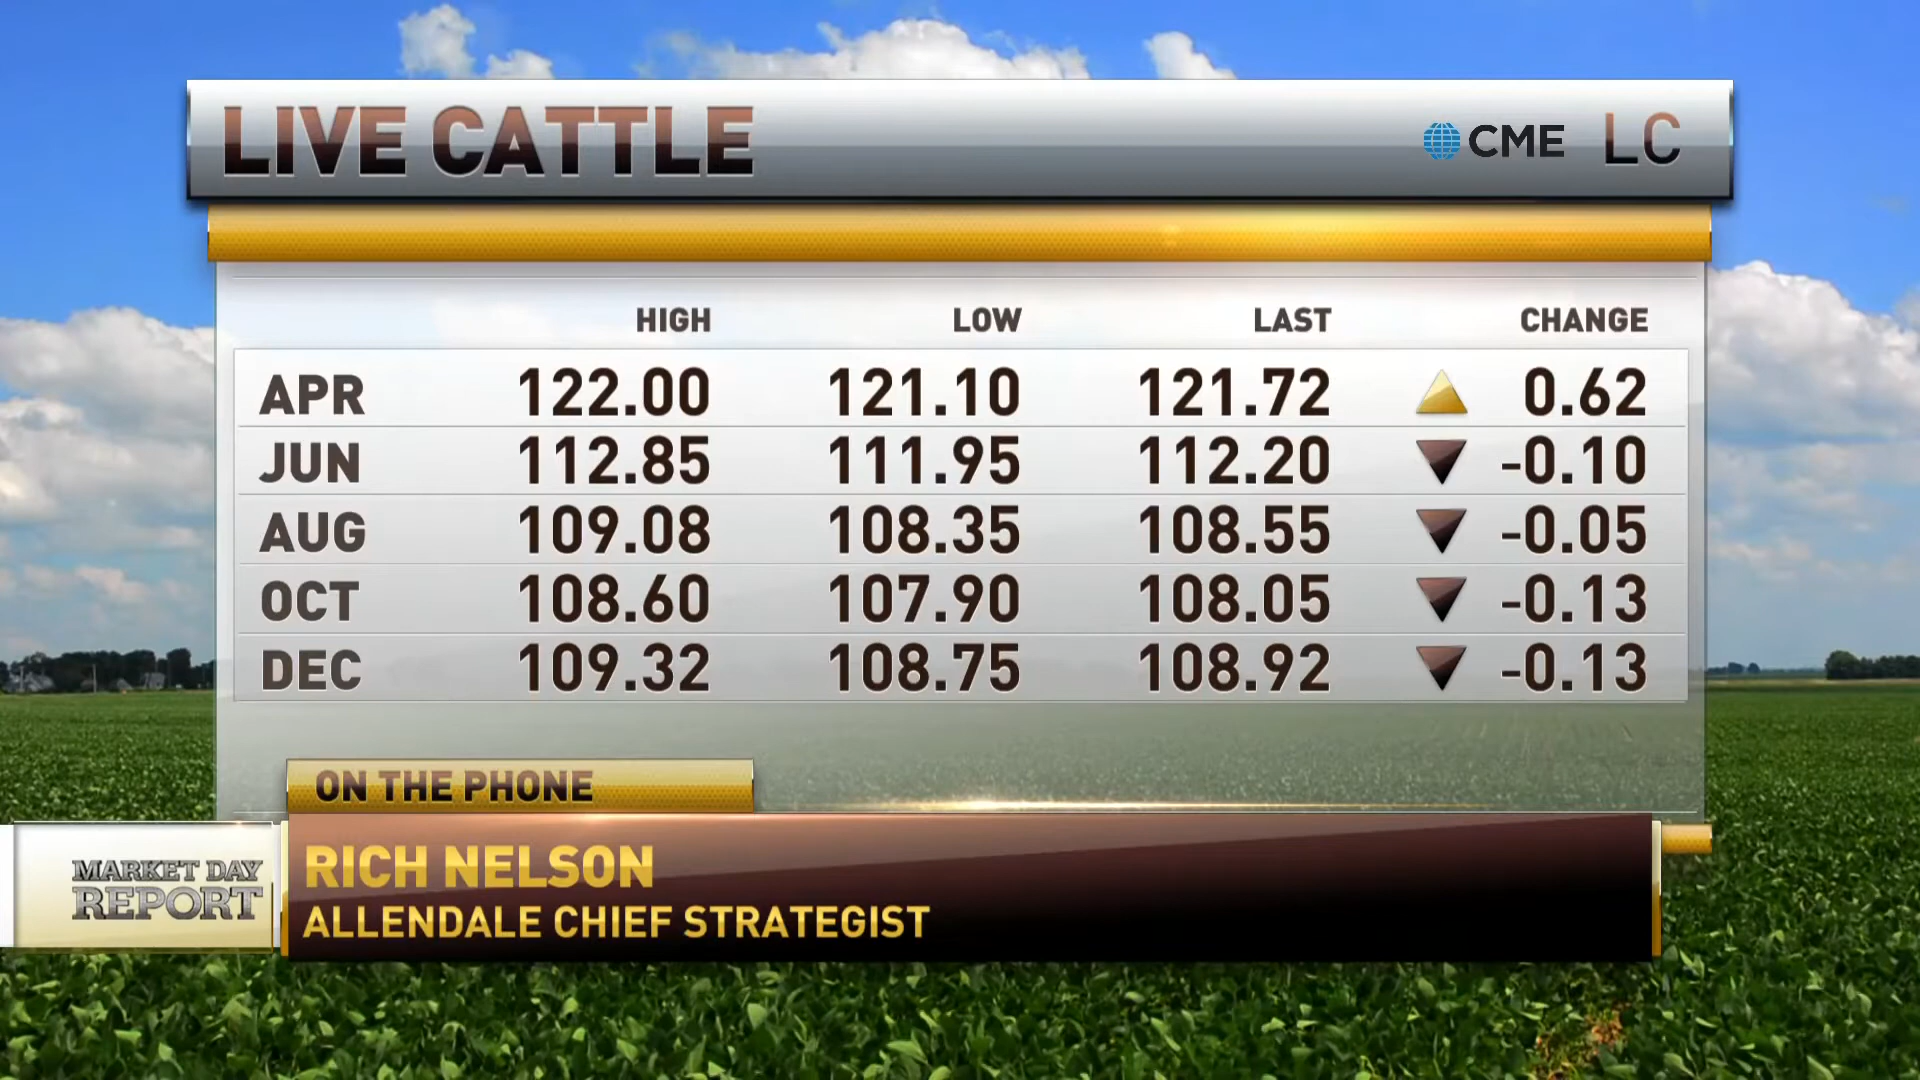 LIVE CATTLE CME LC
HIGH LOW LAST CHANGE
APR 122.00 121.10 121.72 0.62
JUN 112.85 111.95 112.20 -0.10
AUG 109.08 108.35 108.55 -0.05
OCT 108.60 107.90 108.05 -0.13
DEC 109.32 108.75 108.92 -0.13
ON THE PHONE
MARKET DAY
REPORT
RICH NELSON
ALLENDALE CHIEF STRATEGIST